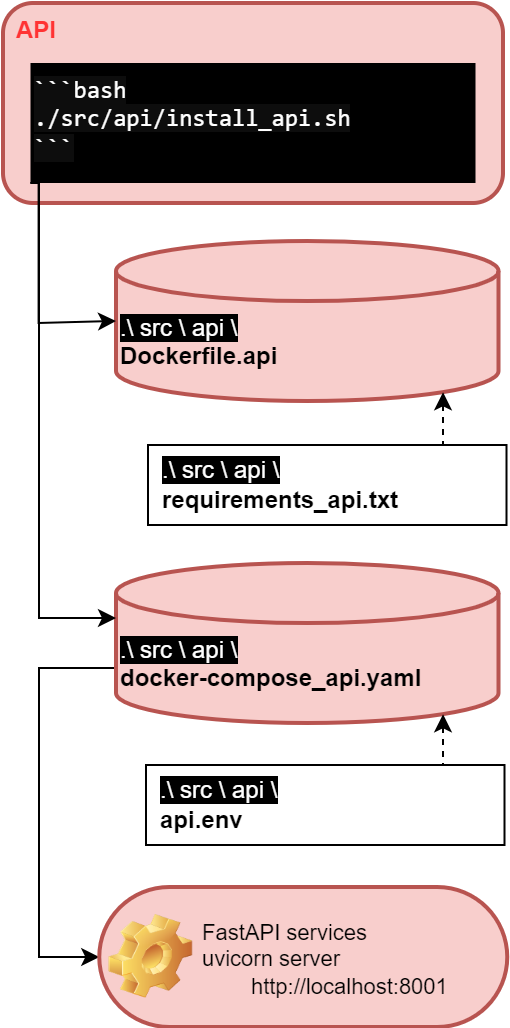 API
```bash
./src/api/install_api.sh
```
.\ src \ api \
Dockerfile.api
.\ src \ api \
requirements_api.txt
.\ src \ api \
docker-compose_api.yaml
.\ src \ api \
api.env
FastAPI services
uvicorn server
http://localhost:8001